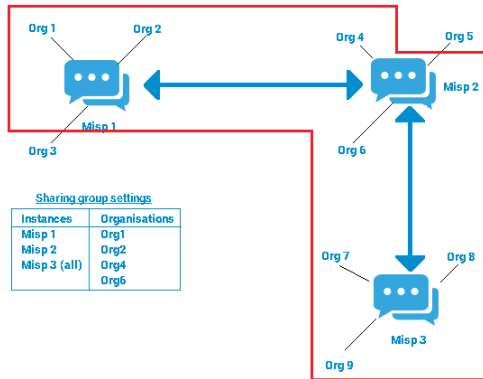 Org 1
Org 2
Org 4
Org 5
Misp 2
Misp 1
Org 3
Org 6
Sharing group settings
Instances Organisations
Misp 1 Org1
Misp 2 Org2
Misp 3 (all) Org4
Org6
Org 7
Org 8
Misp 3
Org 9